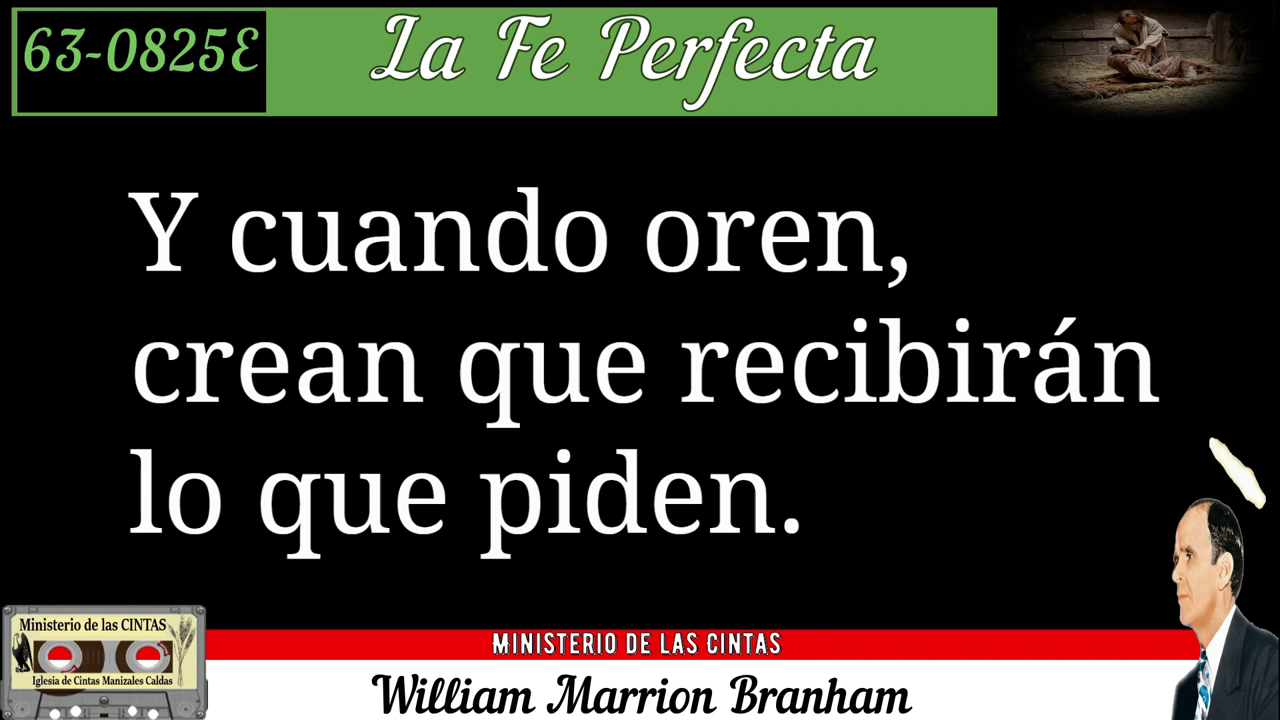 63-0825E
La Fe Perfecta
Y cuando oren,
crean que recibirán
lo que piden.
Ministerio de las CINTAS
Iglesia de Cintas Manizales Caldas
MINISTERIO DE LAS CINTAS
William Marrion Branham